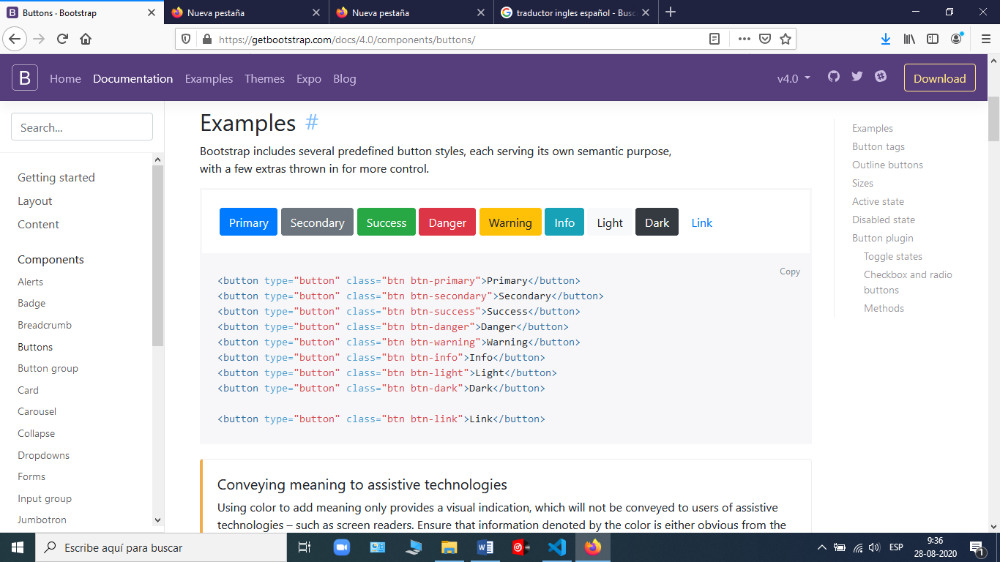 Buttons · Bootstrap
Nueva pestaña
Nueva pestaña
traductor ingles español - Busc
https://getbootstrap.com/docs/4.0/components/buttons/
B Home Documentation Examples Themes Expo Blog v4.0 Download
Search...
Getting started
Layout
Content
Components
Alerts
Badge
Breadcrumb
Buttons
Button group
Card
Carousel
Collapse
Dropdowns
Forms
Input group
Jumbotron
Examples #
Bootstrap includes several predefined button styles, each serving its own semantic purpose,
with a few extras thrown in for more control.
Primary Secondary Success Danger Warning Info Light Dark Link
Copy
<button type="button" class="btn btn-primary">Primary</button>
<button type="button" class="btn btn-secondary">Secondary</button>
<button type="button" class="btn btn-success">Success</button>
<button type="button" class="btn btn-danger">Danger</button>
<button type="button" class="btn btn-warning">Warning</button>
<button type="button" class="btn btn-info">Info</button>
<button type="button" class="btn btn-light">Light</button>
<button type="button" class="btn btn-dark">Dark</button>
<button type="button" class="btn btn-link">Link</button>
Conveying meaning to assistive technologies
Using color to add meaning only provides a visual indication, which will not be conveyed to users of assistive
technologies – such as screen readers. Ensure that information denoted by the color is either obvious from the
Examples
Button tags
Outline buttons
Sizes
Active state
Disabled state
Button plugin
Toggle states
Checkbox and radio
buttons
Methods
Escribe aquí para buscar
ESP
9:36
28-08-2020
1